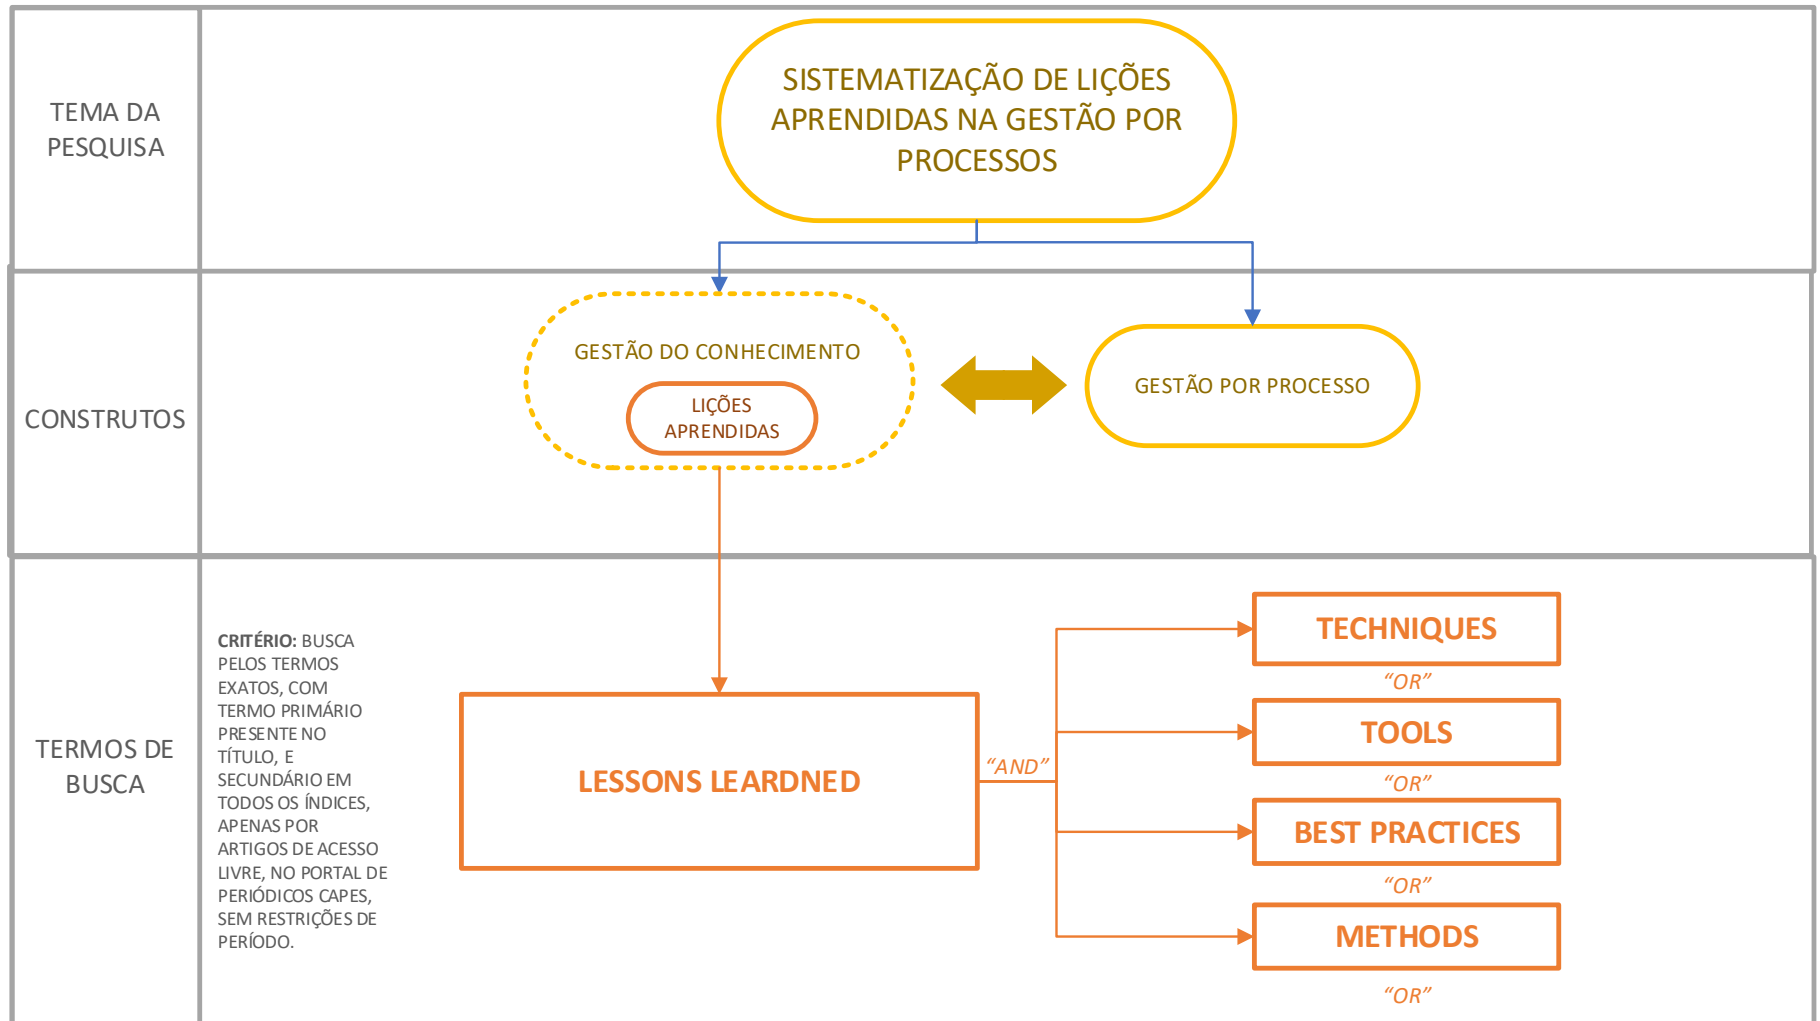 TEMA DA
PESQUISA
SISTEMATIZAÇÃO DE LIÇÕES
APRENDIDAS NA GESTÃO POR
PROCESSOS
CONSTRUTOS
GESTÃO DO CONHECIMENTO
LIÇÕES
APRENDIDAS
GESTÃO POR PROCESSO
TERMOS DE
BUSCA
CRITÉRIO: BUSCA
PELOS TERMOS
EXATOS, COM
TERMO PRIMÁRIO
PRESENTE NO
TÍTULO, E
SECUNDÁRIO EM
TODOS OS ÍNDICES,
APENAS POR
ARTIGOS DE ACESSO
LIVRE, NO PORTAL DE
PERIÓDICOS CAPES,
SEM RESTRIÇÕES DE
PERÍODO.
LESSONS LEARDNED
“AND”
TECHNIQUES
“OR”
TOOLS
“OR”
BEST PRACTICES
“OR”
METHODS
“OR”